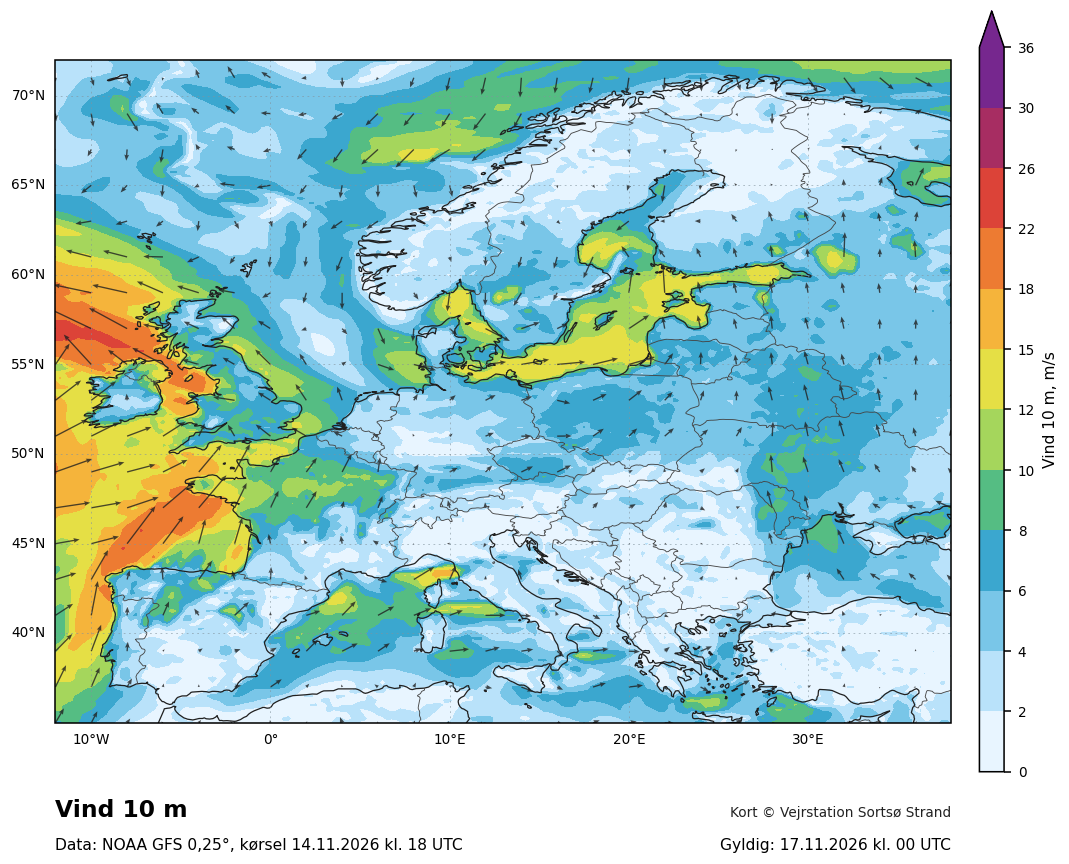 36
30
26
22
18
15
12
10
8
6
4
2
0
Vind 10 m, m/s
70°N
65°N
60°N
55°N
50°N
45°N
40°N
10°W
0°
10°E
20°E
30°E
Vind 10 m
Kort © Vejrstation Sortsø Strand
Data: NOAA GFS 0,25°, kørsel 14.11.2026 kl. 18 UTC
Gyldig: 17.11.2026 kl. 00 UTC